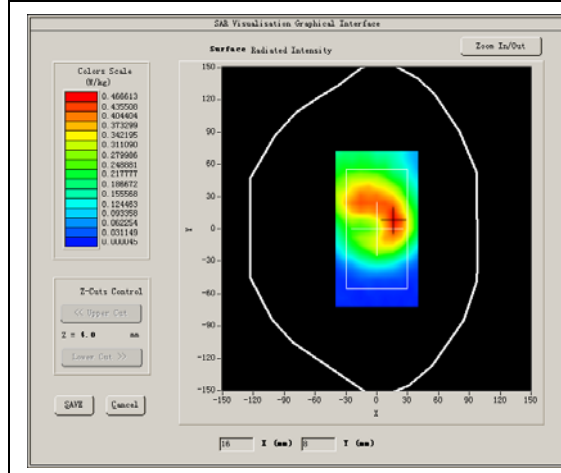 SAR Visualisation Graphical Interface
Surface Radiated Intensity
Zoom In/Out
Colors Scale
(W/kg)
0.466613
0.435508
0.404404
0.373299
0.342195
0.311090
0.279986
0.248881
0.217777
0.186672
0.155568
0.124463
0.093358
0.062254
0.031149
0.000045
150
90
60
30
0
-30
-60
-90
-120
-150
Y
-150 -120 -90 -60 -30 0 30 60 90 120 150
X
Z-Cuts Control
<< Upper Cut
Z = 4.0 mm
Lower Cut >>
SAVE Cancel
16 X (mm) 8 Y (mm)